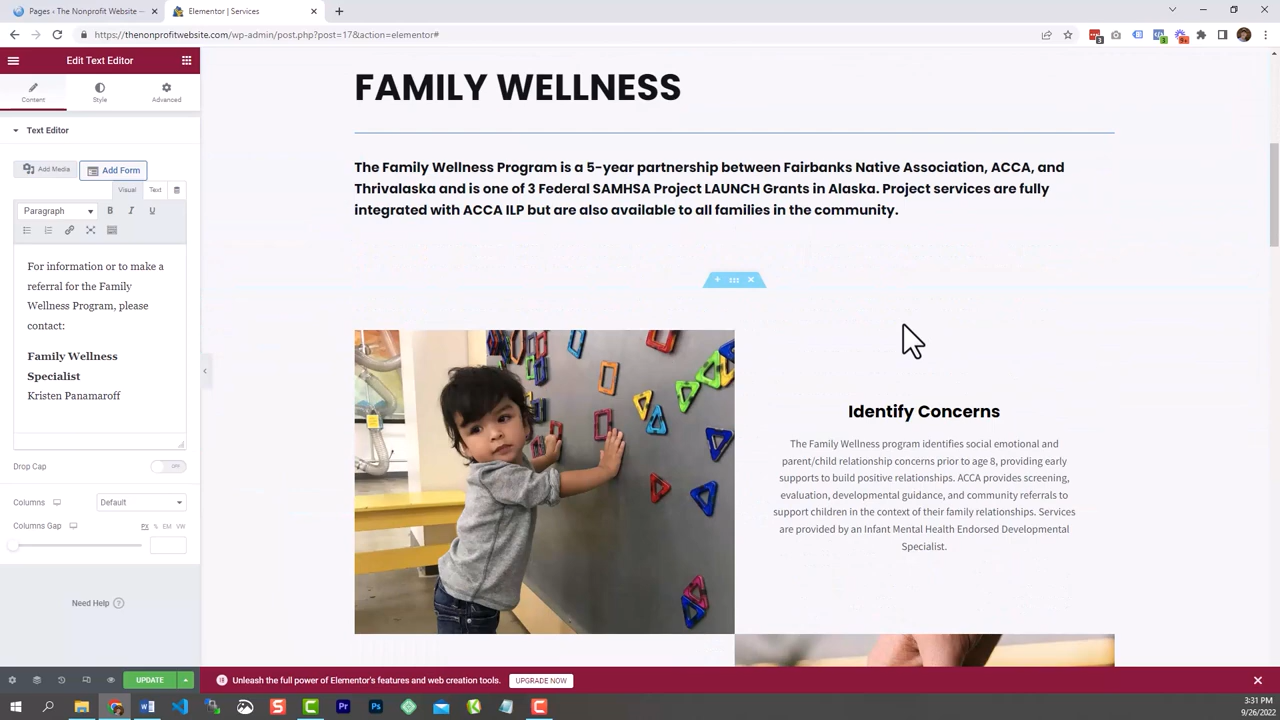 Pages ‹ The Nonprofit Website —
Elementor | Services
https://thenonprofitwebsite.com/wp-admin/post.php?post=17&action=elementor#
Edit Text Editor
Content
Style
Advanced
Text Editor
Add Media
Add Form
Visual
Text
Paragraph
B
I
U
For information or to make a
referral for the Family
Wellness Program, please
contact:
Family Wellness
Specialist
Kristen Panamaroff
Drop Cap
OFF
Columns
Default
Columns Gap
PX
%
EM
VW
Need Help
UPDATE
FAMILY WELLNESS
The Family Wellness Program is a 5-year partnership between Fairbanks Native Association, ACCA, and
Thrivalaska and is one of 3 Federal SAMHSA Project LAUNCH Grants in Alaska. Project services are fully
integrated with ACCA ILP but are also available to all families in the community.
Identify Concerns
The Family Wellness program identifies social emotional and
parent/child relationship concerns prior to age 8, providing early
supports to build positive relationships. ACCA provides screening,
evaluation, developmental guidance, and community referrals to
support children in the context of their family relationships. Services
are provided by an Infant Mental Health Endorsed Developmental
Specialist.
Unleash the full power of Elementor's features and web creation tools.
UPGRADE NOW
3:31 PM
9/26/2022